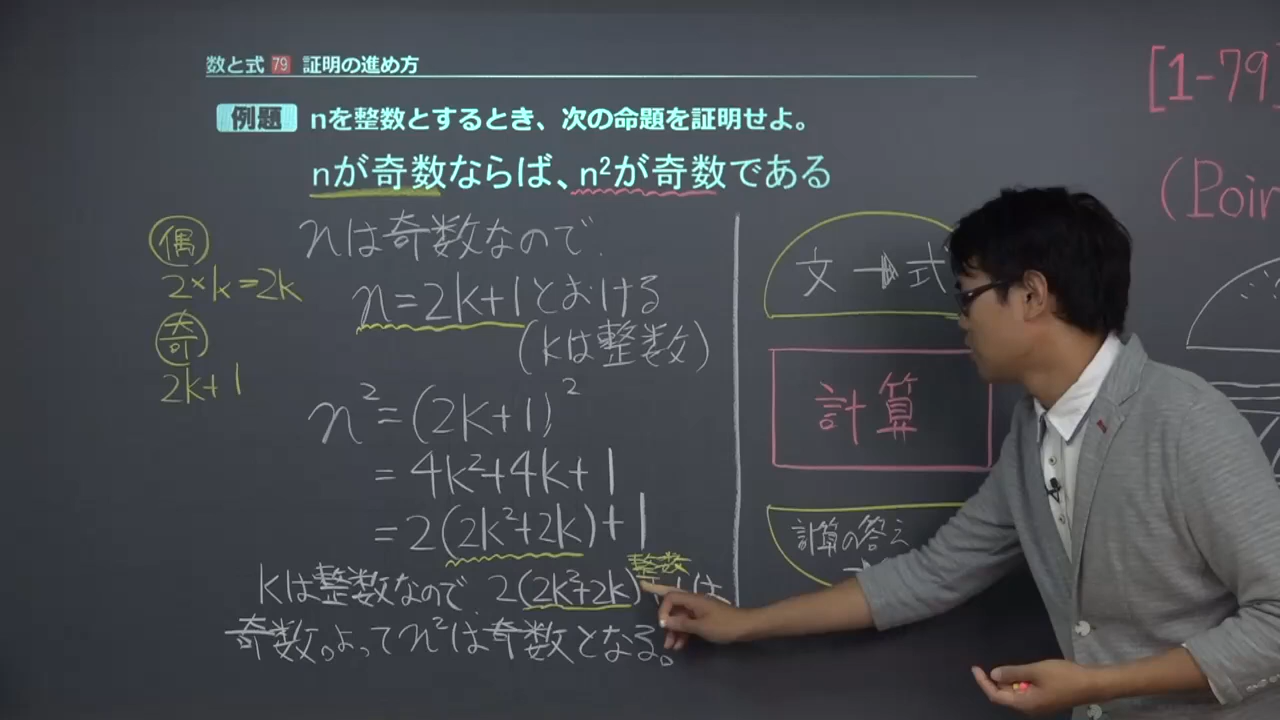 数と式 79 証明の進め方
例題 nを整数とするとき、次の命題を証明せよ。
nが奇数ならば、n²が奇数である
偶
2×k=2k
奇
2k+1
nは奇数なので
n=2k+1とおける
(kは整数)
n²=(2k+1)²
=4k²+4k+1
=2(2k²+2k)+1
整数
kは整数なので 2(2k²+2k)+1は
奇数。よってn²は奇数となる。
文→式
計算
計算の答え
[1-79]
(Poin